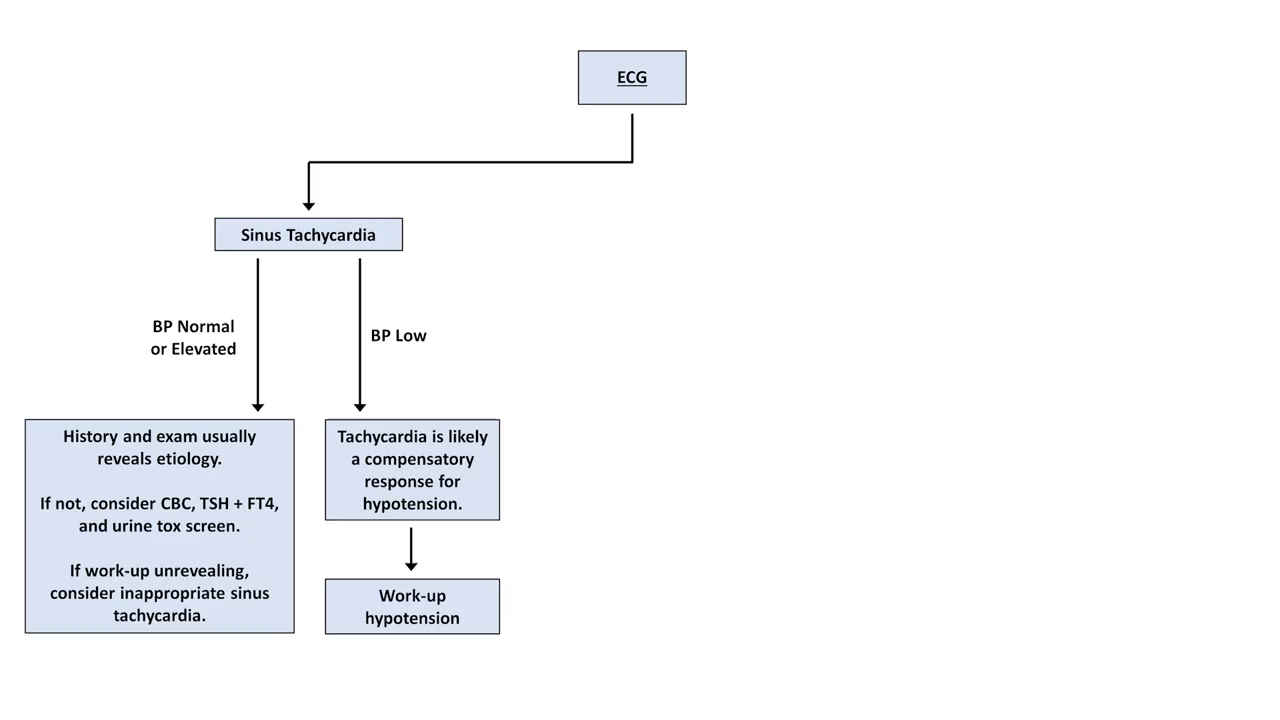 ECG
Sinus Tachycardia
BP Normal
or Elevated
BP Low
History and exam usually
reveals etiology.
If not, consider CBC, TSH + FT4,
and urine tox screen.
If work-up unrevealing,
consider inappropriate sinus
tachycardia.
Tachycardia is likely
a compensatory
response for
hypotension.
Work-up
hypotension